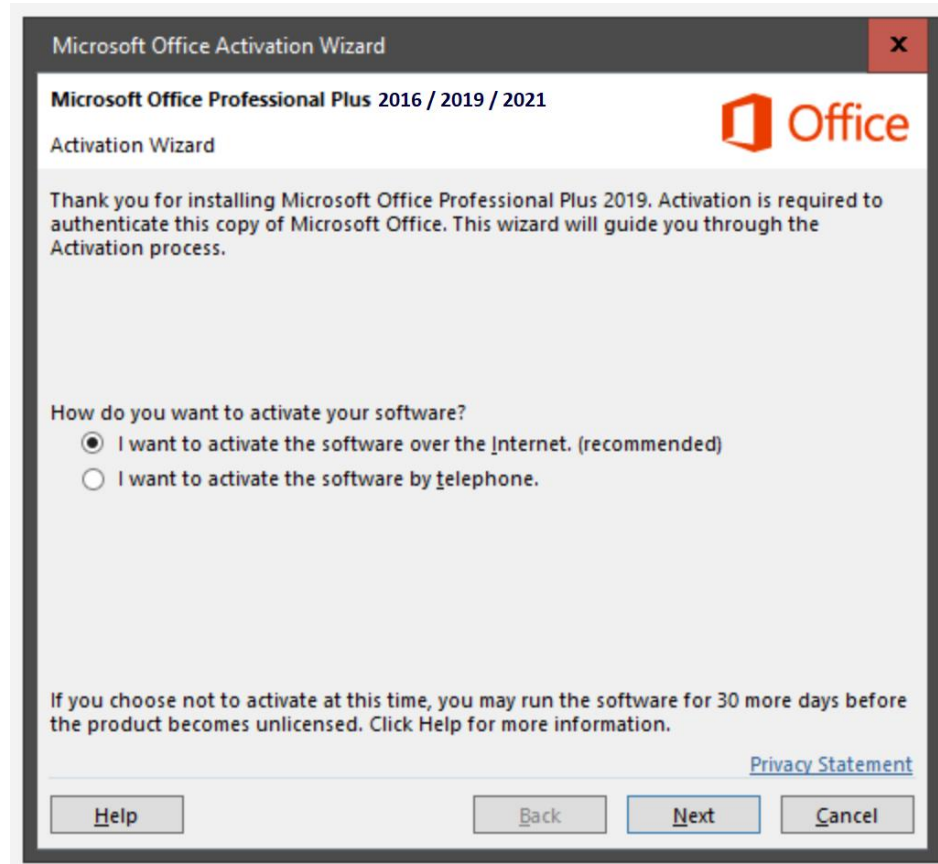 Microsoft Office Activation Wizard
x
Microsoft Office Professional Plus 2016 / 2019 / 2021
Office
Activation Wizard
Thank you for installing Microsoft Office Professional Plus 2019. Activation is required to
authenticate this copy of Microsoft Office. This wizard will guide you through the
Activation process.
How do you want to activate your software?
I want to activate the software over the Internet. (recommended)
I want to activate the software by telephone.
If you choose not to activate at this time, you may run the software for 30 more days before
the product becomes unlicensed. Click Help for more information.
Privacy Statement
Help
Back
Next
Cancel